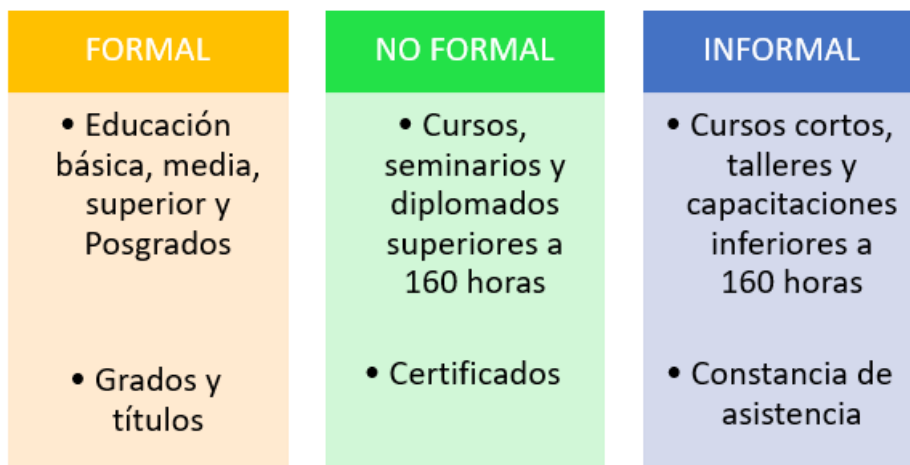 FORMAL
• Educación
básica, media,
superior y
Posgrados
• Grados y
títulos
NO FORMAL
• Cursos,
seminarios y
diplomados
superiores a
160 horas
• Certificados
INFORMAL
• Cursos cortos,
talleres y
capacitaciones
inferiores a
160 horas
• Constancia de
asistencia